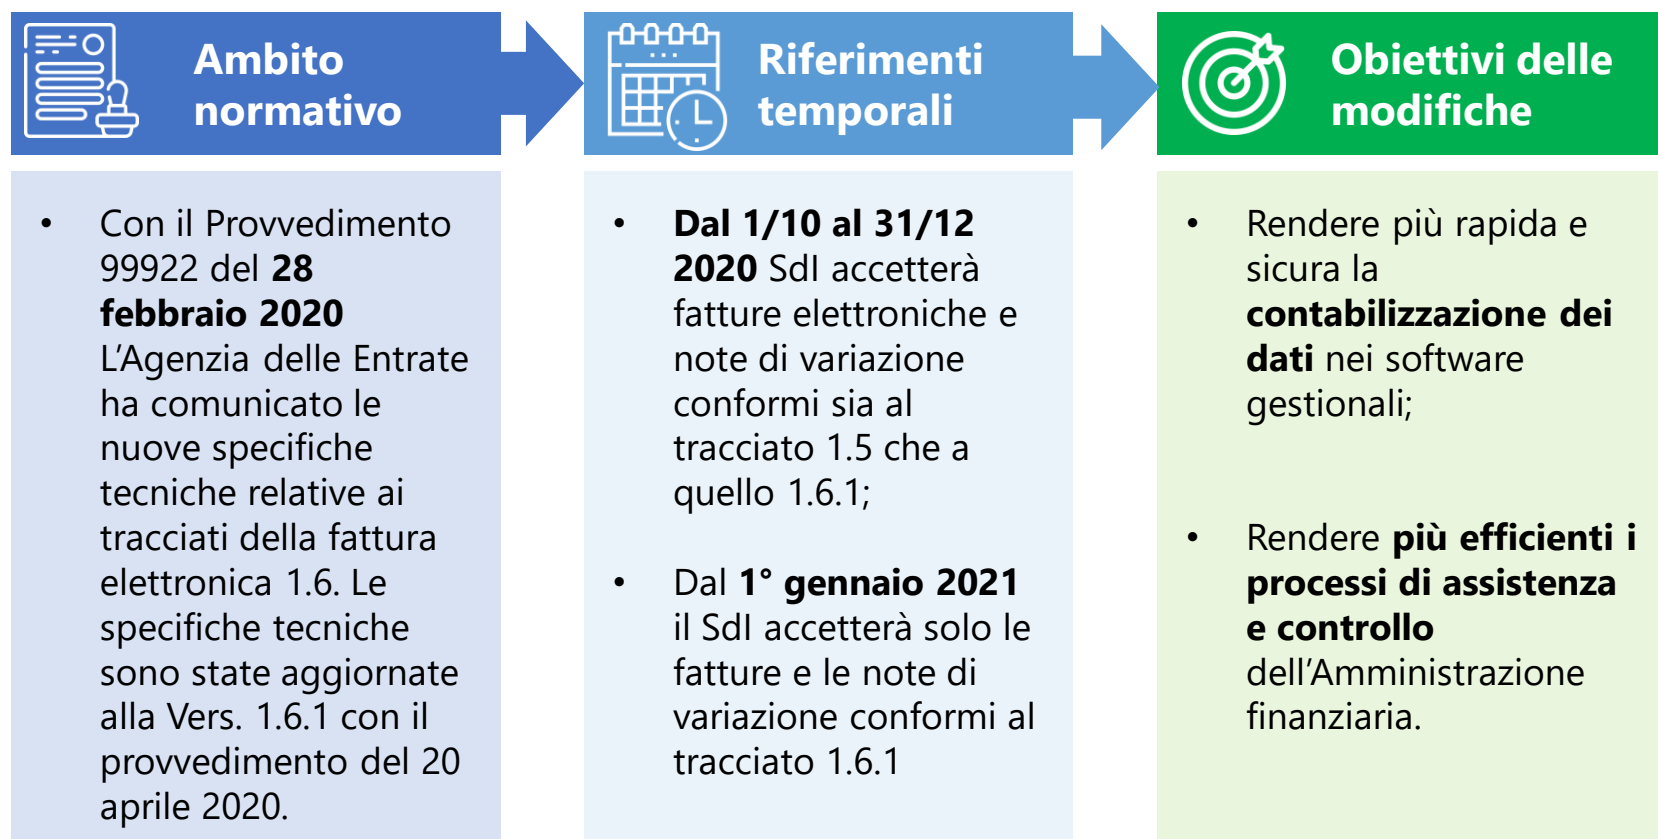 Ambito
normativo
Riferimenti
temporali
Obiettivi delle
modifiche
• Con il Provvedimento
99922 del 28
febbraio 2020
L'Agenzia delle Entrate
ha comunicato le
nuove specifiche
tecniche relative ai
tracciati della fattura
elettronica 1.6. Le
specifiche tecniche
sono state aggiornate
alla Vers. 1.6.1 con il
provvedimento del 20
aprile 2020.
• Dal 1/10 al 31/12
2020 SdI accetterà
fatture elettroniche e
note di variazione
conformi sia al
tracciato 1.5 che a
quello 1.6.1;
• Dal 1° gennaio 2021
il SdI accetterà solo le
fatture e le note di
variazione conformi al
tracciato 1.6.1
• Rendere più rapida e
sicura la
contabilizzazione dei
dati nei software
gestionali;
• Rendere più efficienti i
processi di assistenza
e controllo
dell'Amministrazione
finanziaria.